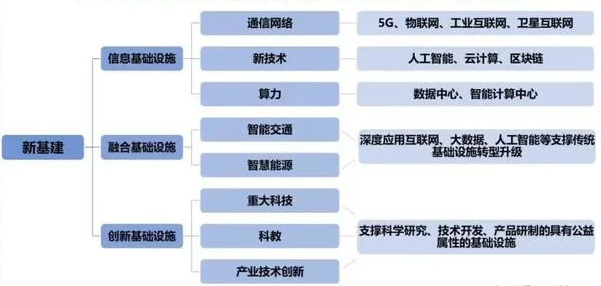 通信网络
5G、物联网、工业互联网、卫星互联网
信息基础设施
新技术
人工智能、云计算、区块链
算力
数据中心、智能计算中心
新基建
融合基础设施
智能交通
智慧能源
深度应用互联网、大数据、人工智能等支撑传统
基础设施转型升级
创新基础设施
重大科技
科教
产业技术创新
支撑科学研究、技术开发、产品研制的具有公益
属性的基础设施